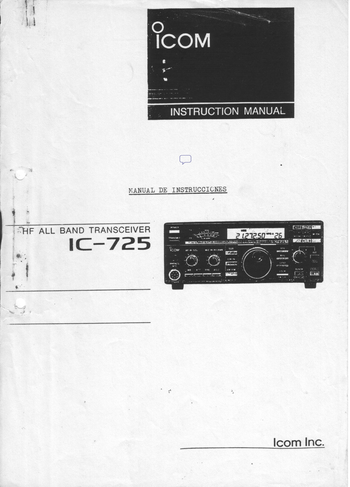 ICOM
INSTRUCTION MANUAL
MANUAL DE INSTRUCCIONES
HF ALL BAND TRANSCEIVER
IC-725
Icom Inc.